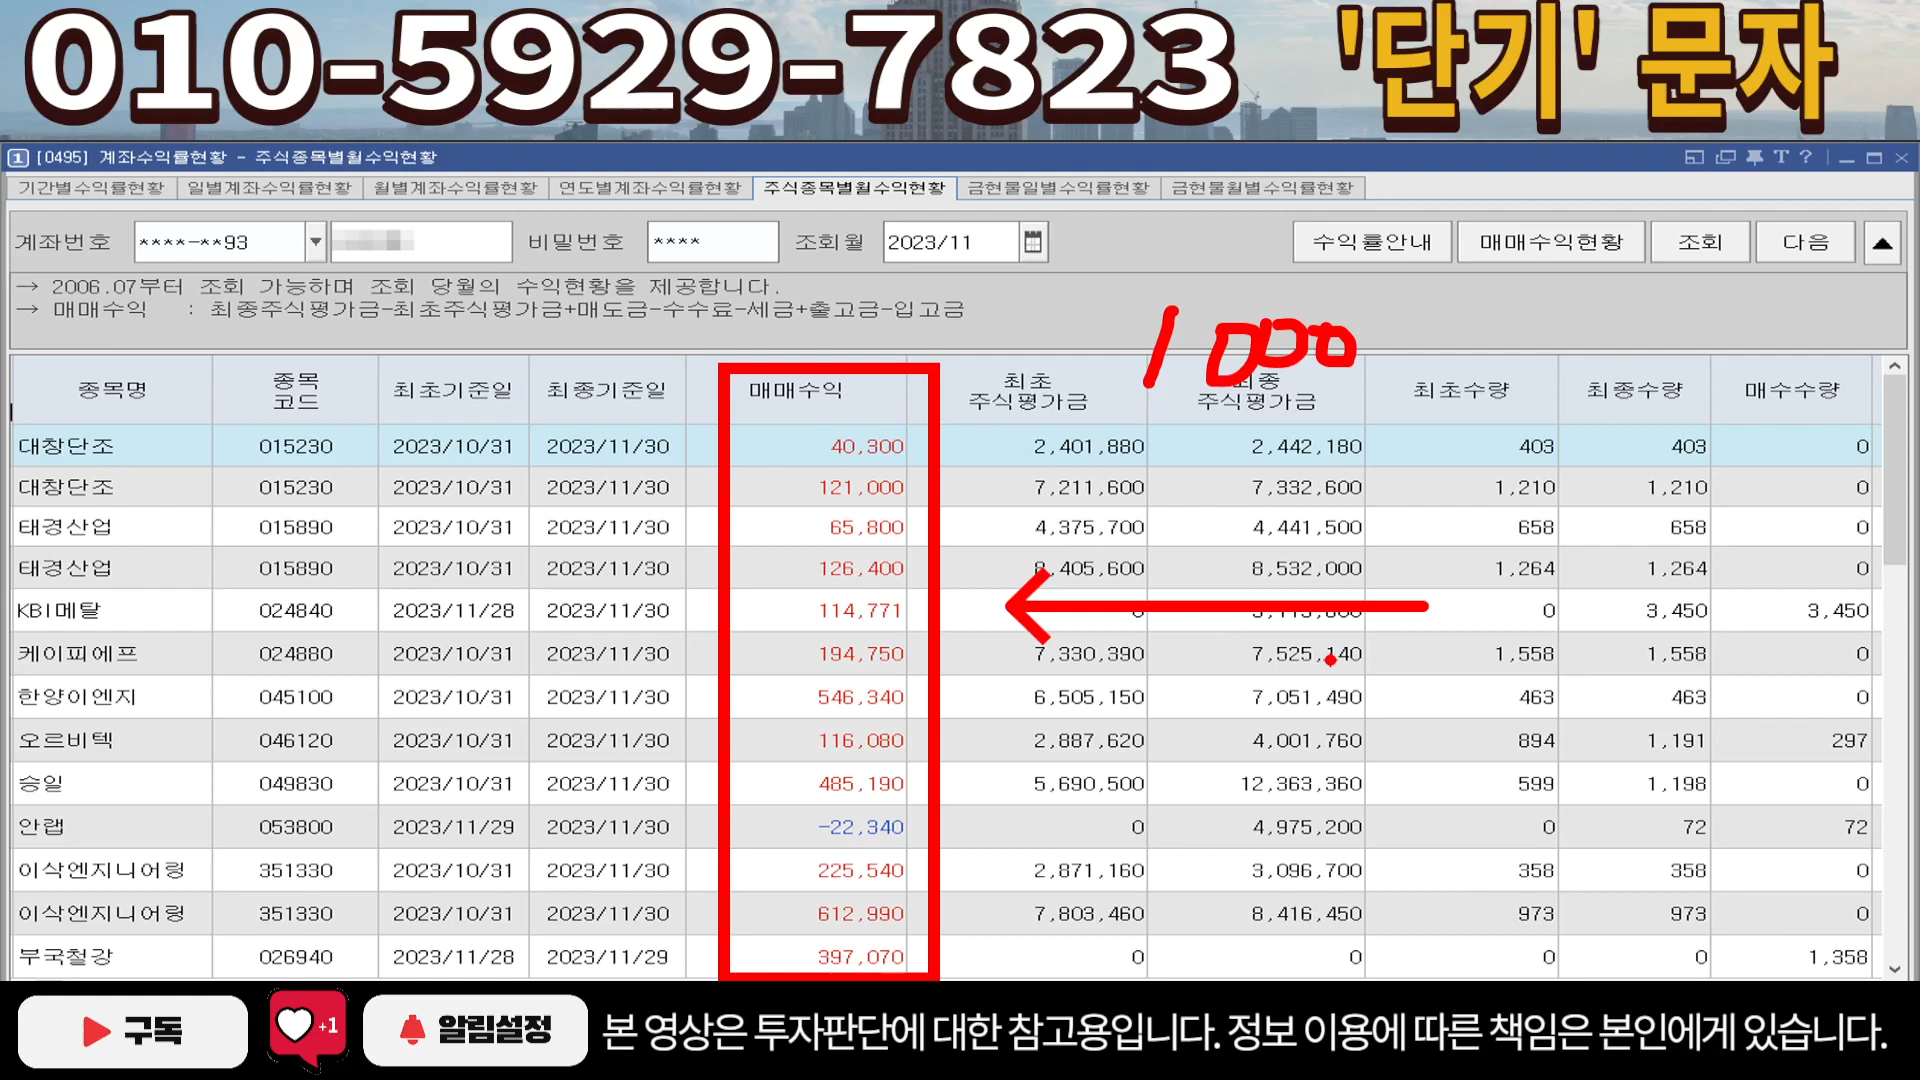 010-5929-7823 '단기' 문자
1 [0495] 계좌수익률현황 - 주식종목별월수익현황
기간별수익률현황 일별계좌수익률현황 월별계좌수익률현황 연도별계좌수익률현황 주식종목별월수익현황 금현물일별수익률현황 금현물월별수익률현황
계좌번호 ****-**93 비밀번호 **** 조회월 2023/11 수익률안내 매매수익현황 조회 다음
→ 2006.07부터 조회 가능하며 조회 당월의 수익현황을 제공합니다.
→ 매매수익 : 최종주식평가금-최초주식평가금+매도금-수수료-세금+출고금-입고금
1000
종목명 종목코드 최초기준일 최종기준일 매매수익 최초주식평가금 최종주식평가금 최초수량 최종수량 매수수량
대창단조 015230 2023/10/31 2023/11/30 40,300 2,401,880 2,442,180 403 403 0
대창단조 015230 2023/10/31 2023/11/30 121,000 7,211,600 7,332,600 1,210 1,210 0
태경산업 015890 2023/10/31 2023/11/30 65,800 4,375,700 4,441,500 658 658 0
태경산업 015890 2023/10/31 2023/11/30 126,400 8,405,600 8,532,000 1,264 1,264 0
KBI메탈 024840 2023/11/28 2023/11/30 114,771 0 3,450 3,450
케이피에프 024880 2023/10/31 2023/11/30 194,750 7,330,390 7,525,140 1,558 1,558 0
한양이엔지 045100 2023/10/31 2023/11/30 546,340 6,505,150 7,051,490 463 463 0
오르비텍 046120 2023/10/31 2023/11/30 116,080 2,887,620 4,001,760 894 1,191 297
승일 049830 2023/10/31 2023/11/30 485,190 5,690,500 12,363,360 599 1,198 0
안랩 053800 2023/11/29 2023/11/30 -22,340 0 4,975,200 0 72 72
이삭엔지니어링 351330 2023/10/31 2023/11/30 225,540 2,871,160 3,096,700 358 358 0
이삭엔지니어링 351330 2023/10/31 2023/11/30 612,990 7,803,460 8,416,450 973 973 0
부국철강 026940 2023/11/28 2023/11/29 397,070 0 0 0 0 1,358
구독 +1 알림설정 본 영상은 투자판단에 대한 참고용입니다. 정보 이용에 따른 책임은 본인에게 있습니다.